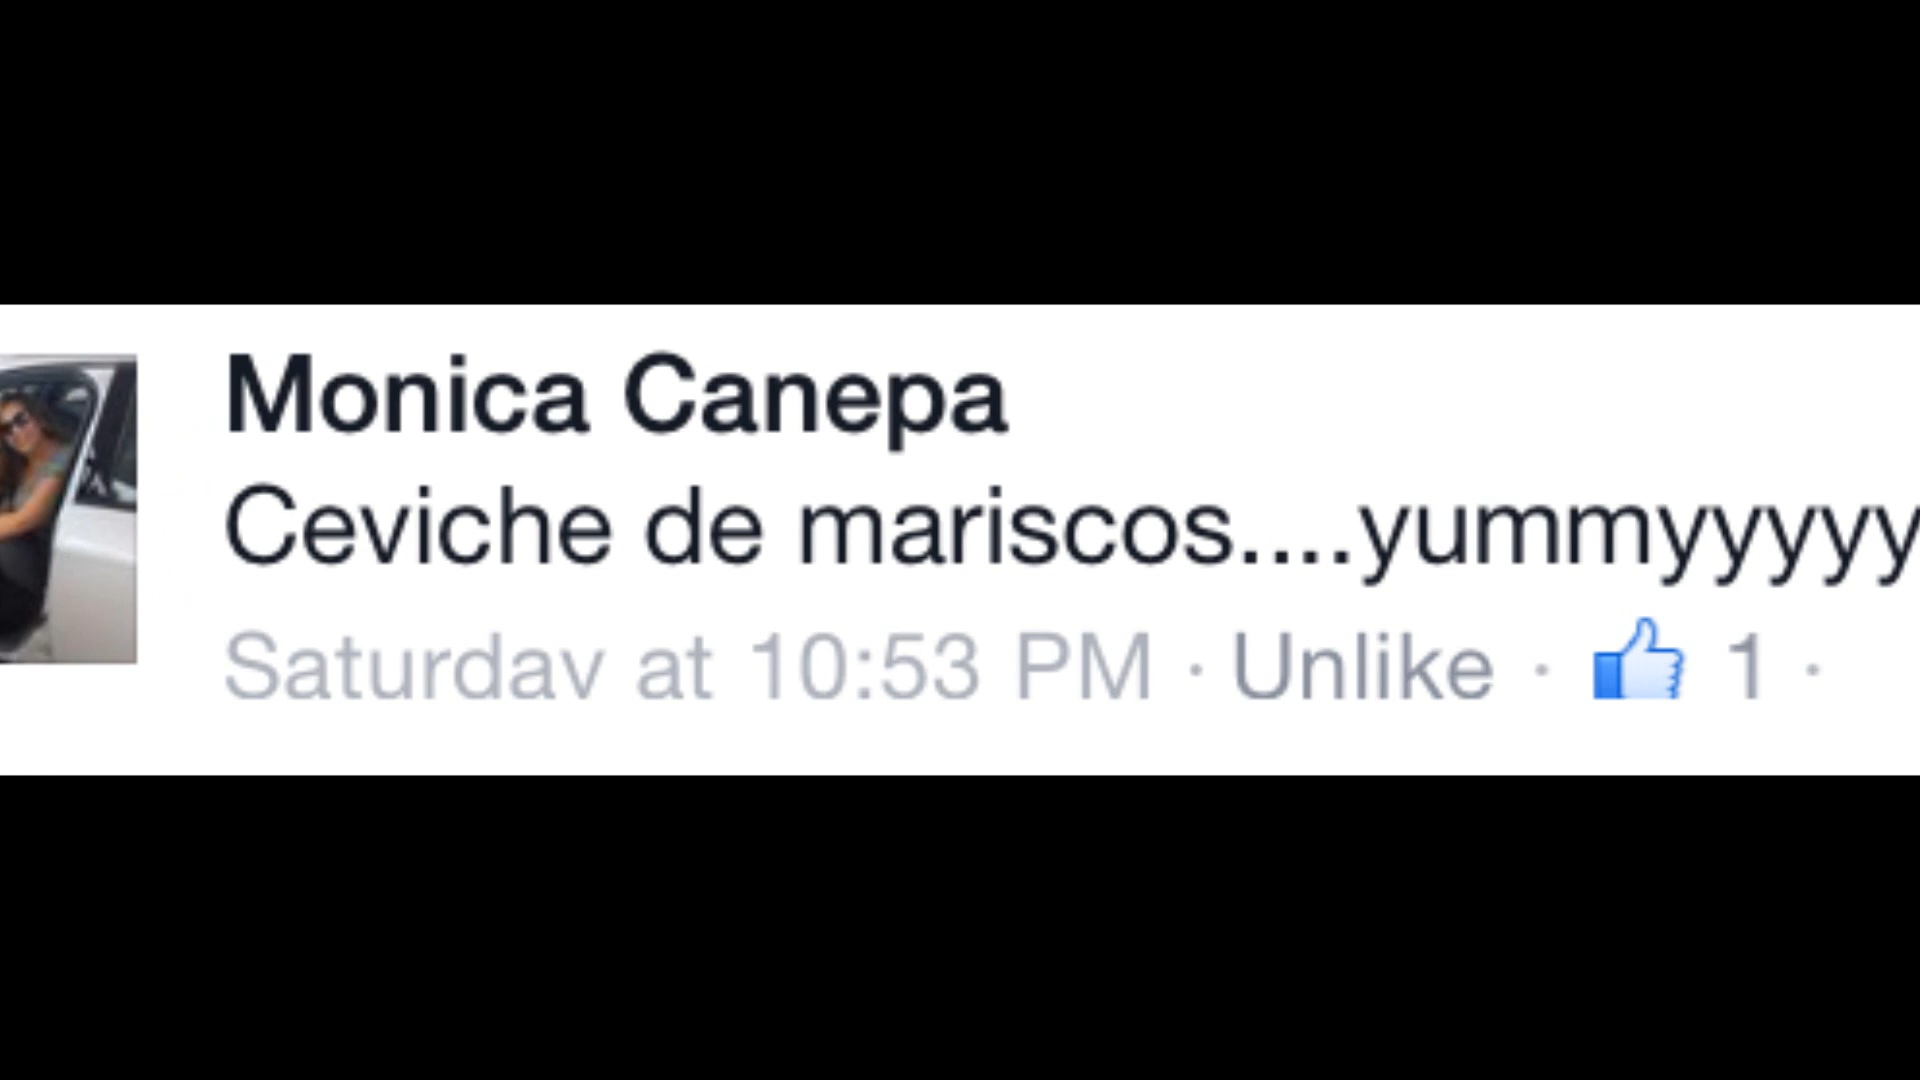 Monica Canepa
Ceviche de mariscos....yummyyyyy
Saturday at 10:53 PM · Unlike · 1 ·